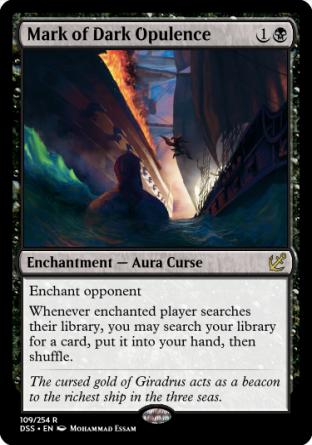 Mark of Dark Opulence 1
Enchantment — Aura Curse
Enchant opponent
Whenever enchanted player searches
their library, you may search your library
for a card, put it into your hand, then
shuffle.
The cursed gold of Giradrus acts as a beacon
to the richest ship in the three seas.
109/254 R
DSS • EN Mohammad Essam